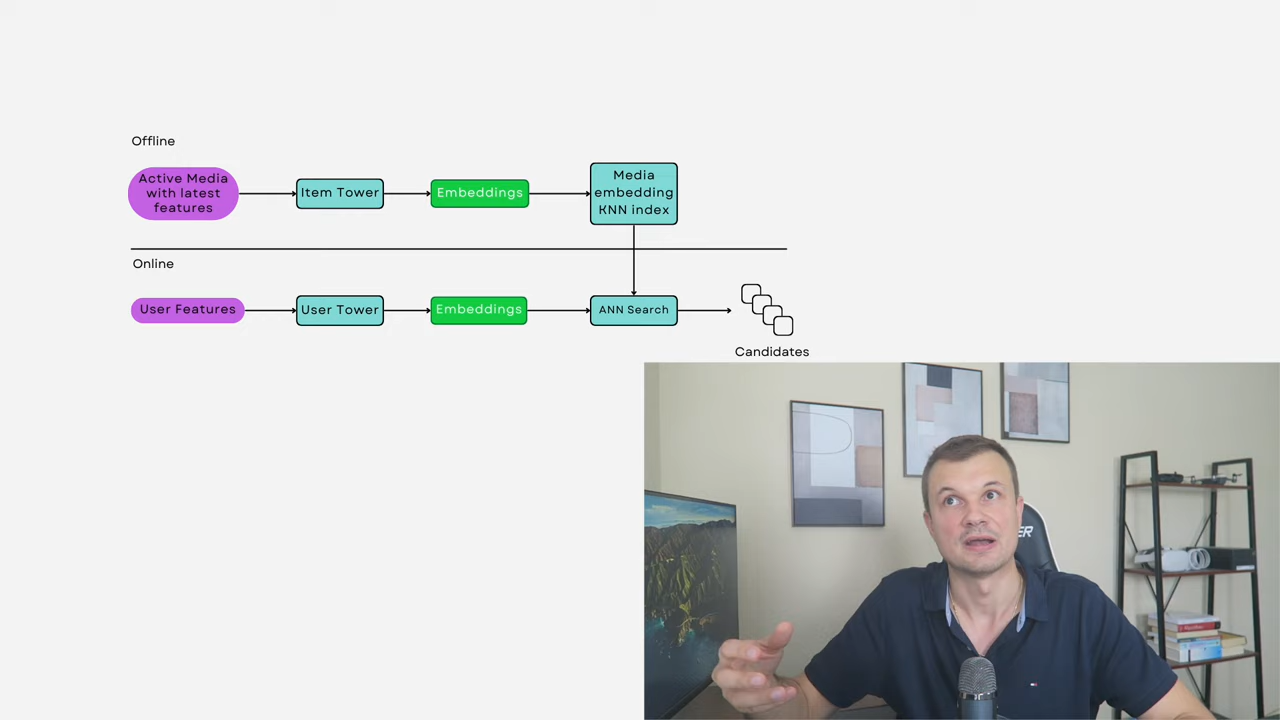 Offline
Active Media
with latest
features
Item Tower
Embeddings
Media
embedding
KNN index
Online
User Features
User Tower
Embeddings
ANN Search
Candidates
ER